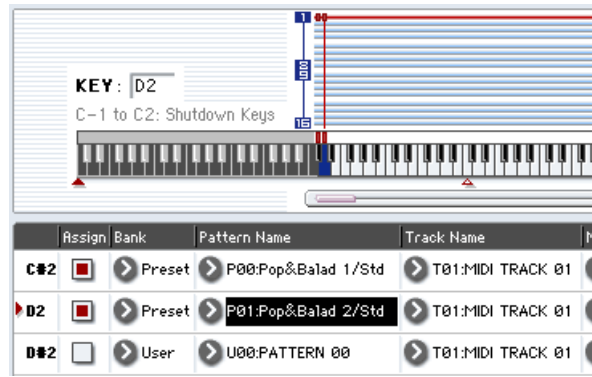 1
09
16
KEY: D2
C-1 to C2: Shutdown Keys
Assign Bank Pattern Name Track Name
C#2 Preset P00:Pop&Balad 1/Std T01:MIDI TRACK 01
D2 Preset P01:Pop&Balad 2/Std T01:MIDI TRACK 01
D#2 User U00:PATTERN 00 T01:MIDI TRACK 01